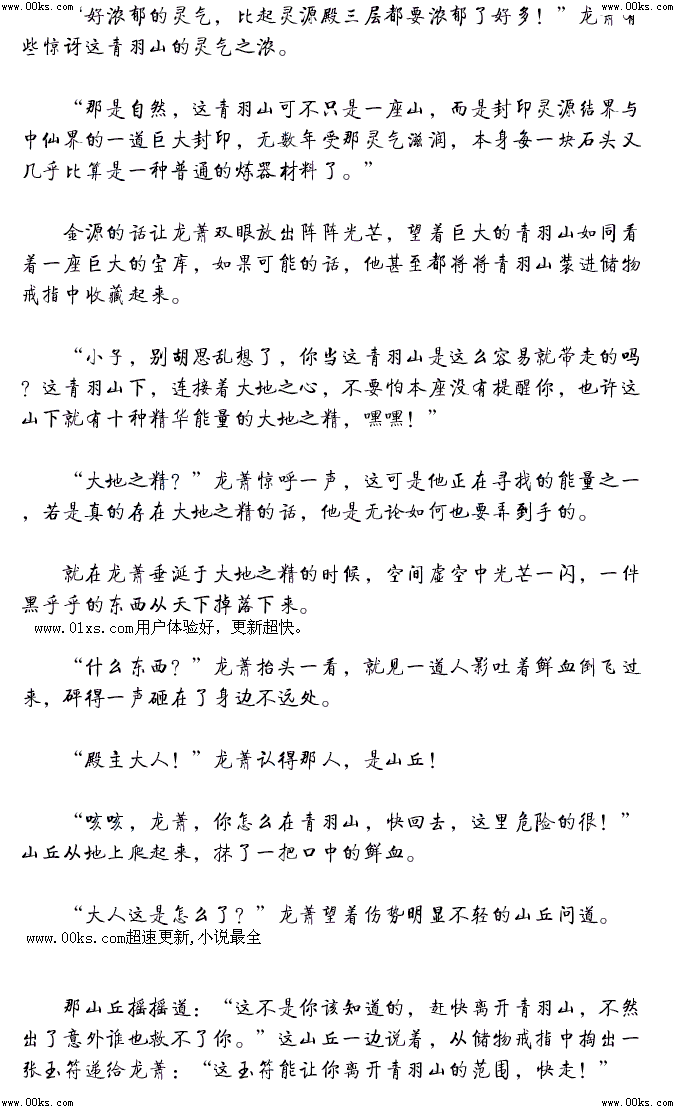 www.00ks.com www.00ks.com
“好浓郁的灵气，比起灵源殿三层都要浓郁了好多！”龙萧有
些惊讶这青羽山的灵气之浓。
“那是自然，这青羽山可不只是一座山，而是封印灵源结界与
中仙界的一道巨大封印，无数年受那灵气滋润，本身每一块石头又
几乎比算是一种普通的炼器材料了。”
金源的话让龙萧双眼放出阵阵光芒，望着巨大的青羽山如同看
着一座巨大的宝库，如果可能的话，他甚至都将将青羽山装进储物
戒指中收藏起来。
“小子，别胡思乱想了，你当这青羽山是这么容易就带走的吗
？这青羽山下，连接着大地之心，不要怕本座没有提醒你，也许这
山下就有十种精华能量的大地之精，嘿嘿！”
“大地之精？”龙萧惊呼一声，这可是他正在寻找的能量之一
，若是真的存在大地之精的话，他是无论如何也要弄到手的。
就在龙萧垂涎于大地之精的时候，空间虚空中光芒一闪，一件
黑乎乎的东西从天下掉落下来。
www.01xs.com用户体验好，更新超快。
“什么东西？”龙萧抬头一看，就见一道人影吐着鲜血倒飞过
来，砰得一声砸在了身边不远处。
“殿主大人！”龙萧认得那人，是山丘！
“咳咳，龙萧，你怎么在青羽山，快回去，这里危险的很！”
山丘从地上爬起来，抹了一把口中的鲜血。
“大人这是怎么了？”龙萧望着伤势明显不轻的山丘问道。
www.00ks.com超速更新,小说最全
那山丘摇摇道：“这不是你该知道的，赶快离开青羽山，不然
出了意外谁也救不了你。”这山丘一边说着，从储物戒指中掏出一
张玉符递给龙萧：“这玉符能让你离开青羽山的范围，快走！”
www.00ks.com www.00ks.com